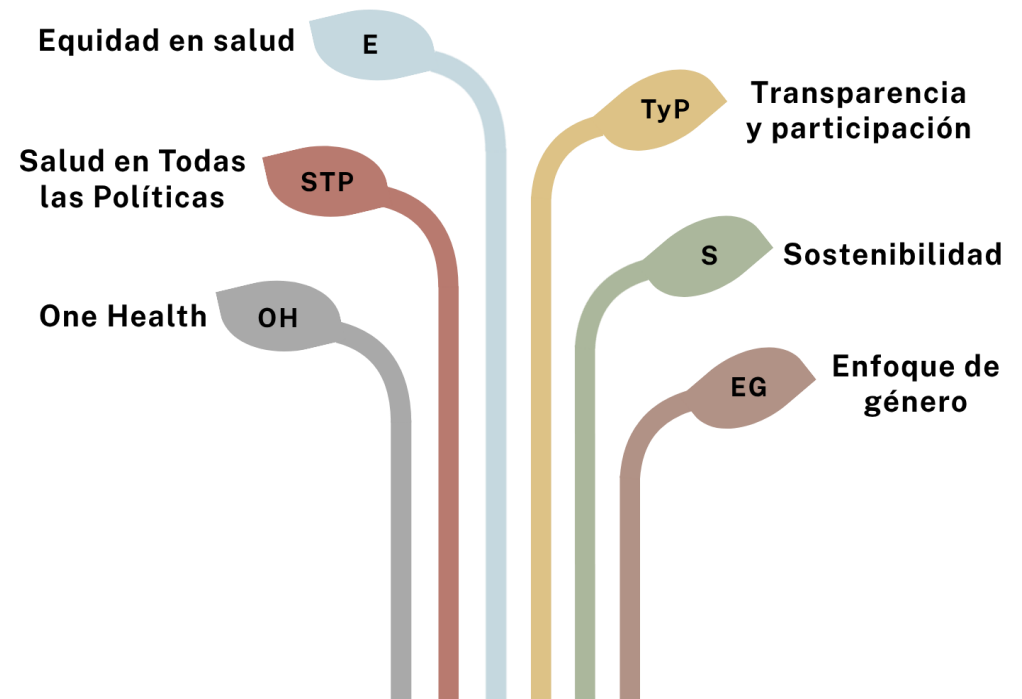 Equidad en salud
E
TyP
Transparencia
y participación
Salud en Todas
las Políticas
STP
S
Sostenibilidad
One Health
OH
EG
Enfoque de
género